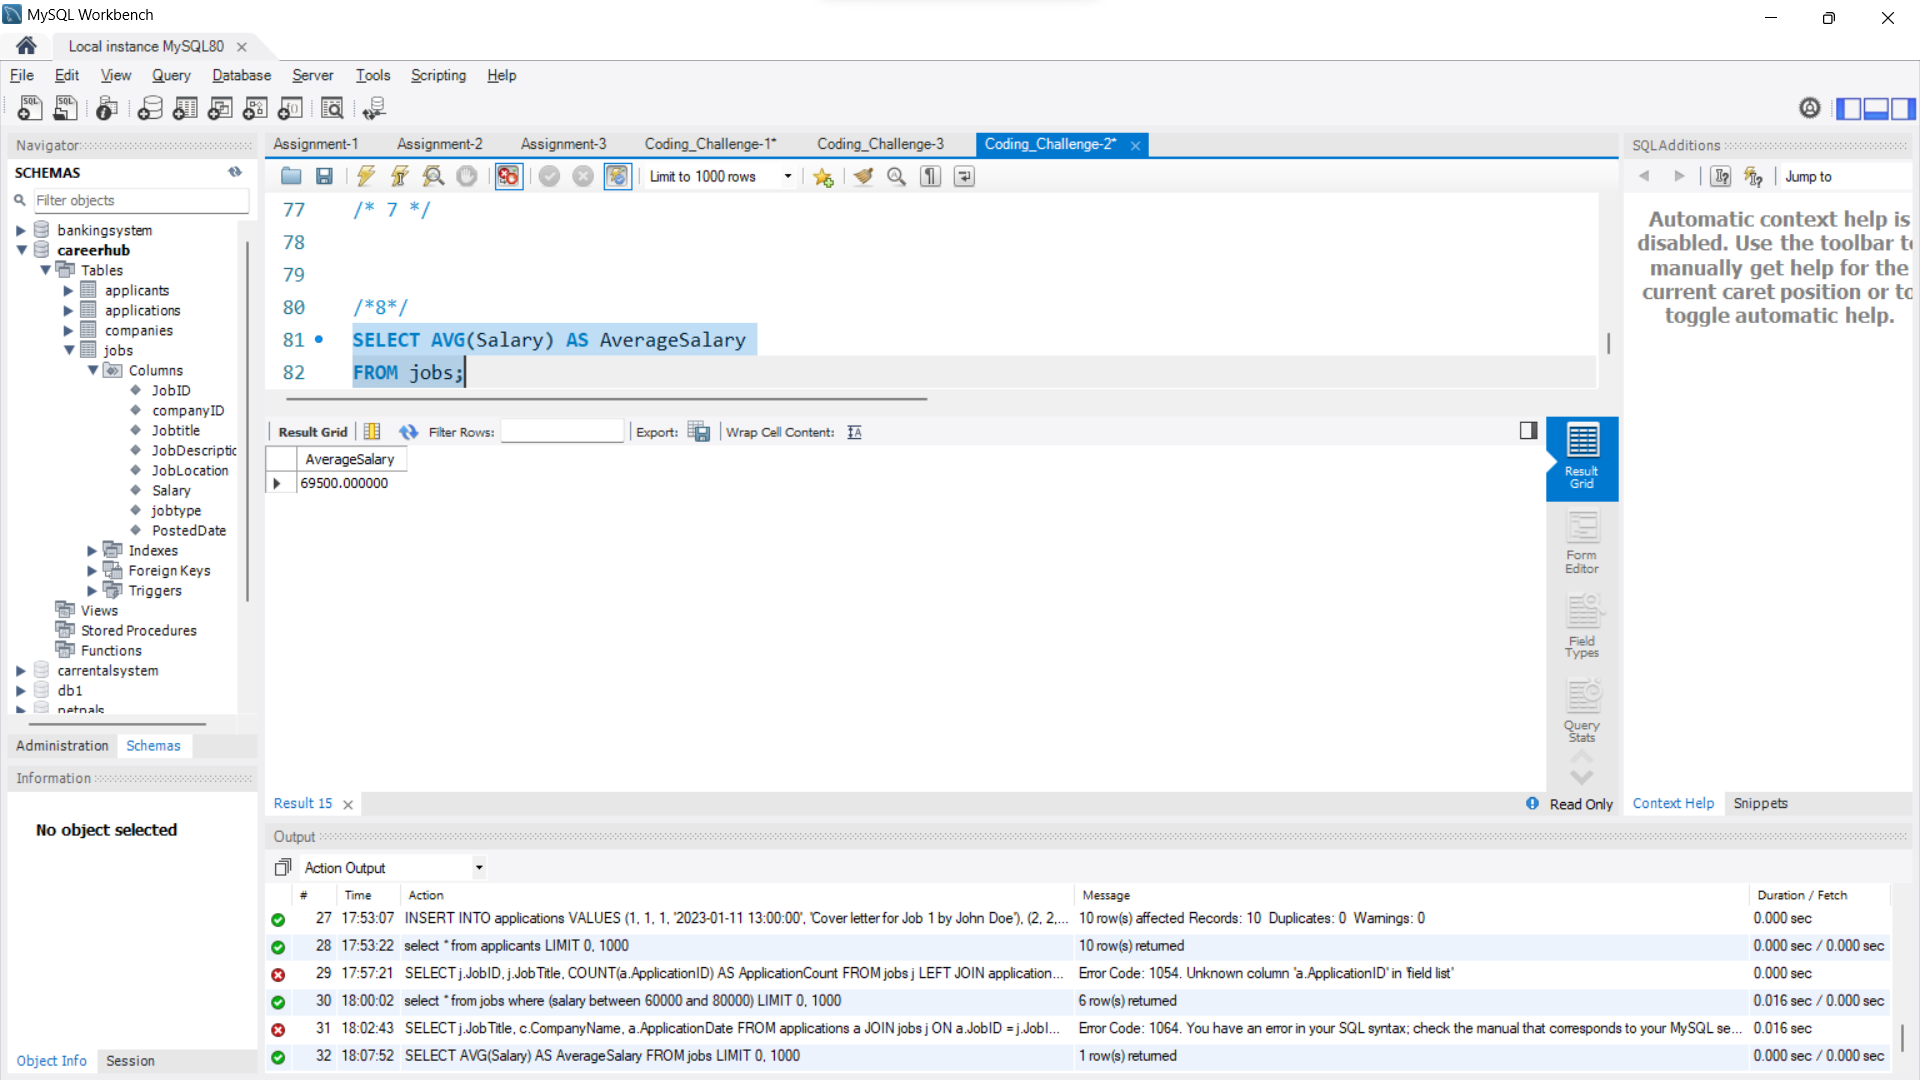 MySQL Workbench
Local instance MySQL80
File Edit View Query Database Server Tools Scripting Help
Navigator
SCHEMAS
Filter objects
bankingsystem
careerhub
Tables
applicants
applications
companies
jobs
Columns
JobID
companyID
Jobtitle
JobDescriptic
JobLocation
Salary
jobtype
PostedDate
Indexes
Foreign Keys
Triggers
Views
Stored Procedures
Functions
carrentalsystem
db1
Administration Schemas
Information
No object selected
Object Info Session
Assignment-1 Assignment-2 Assignment-3 Coding_Challenge-1* Coding_Challenge-3 Coding_Challenge-2*
Limit to 1000 rows
77 /* 7 */
78
79
80 /*8*/
81 SELECT AVG(Salary) AS AverageSalary
82 FROM jobs;
Result Grid Filter Rows: Export: Wrap Cell Content:
AverageSalary
69500.000000
Result Grid
Form Editor
Field Types
Query Stats
Result 15
Read Only
SQLAdditions
Jump to
Automatic context help is
disabled. Use the toolbar to
manually get help for the
current caret position or to
toggle automatic help.
Context Help Snippets
Output
Action Output
# Time Action Message Duration / Fetch
27 17:53:07 INSERT INTO applications VALUES (1, 1, 1, '2023-01-11 13:00:00', 'Cover letter for Job 1 by John Doe'), (2, 2,... 10 row(s) affected Records: 10 Duplicates: 0 Warnings: 0 0.000 sec
28 17:53:22 select * from applicants LIMIT 0, 1000 10 row(s) returned 0.000 sec / 0.000 sec
29 17:57:21 SELECT j.JobID, j.JobTitle, COUNT(a.ApplicationID) AS ApplicationCount FROM jobs j LEFT JOIN application... Error Code: 1054. Unknown column 'a.ApplicationID' in 'field list' 0.000 sec
30 18:00:02 select * from jobs where (salary between 60000 and 80000) LIMIT 0, 1000 6 row(s) returned 0.016 sec / 0.000 sec
31 18:02:43 SELECT j.JobTitle, c.CompanyName, a.ApplicationDate FROM applications a JOIN jobs j ON a.JobID = j.JobI... Error Code: 1064. You have an error in your SQL syntax; check the manual that corresponds to your MySQL se... 0.016 sec
32 18:07:52 SELECT AVG(Salary) AS AverageSalary FROM jobs LIMIT 0, 1000 1 row(s) returned 0.000 sec / 0.000 sec